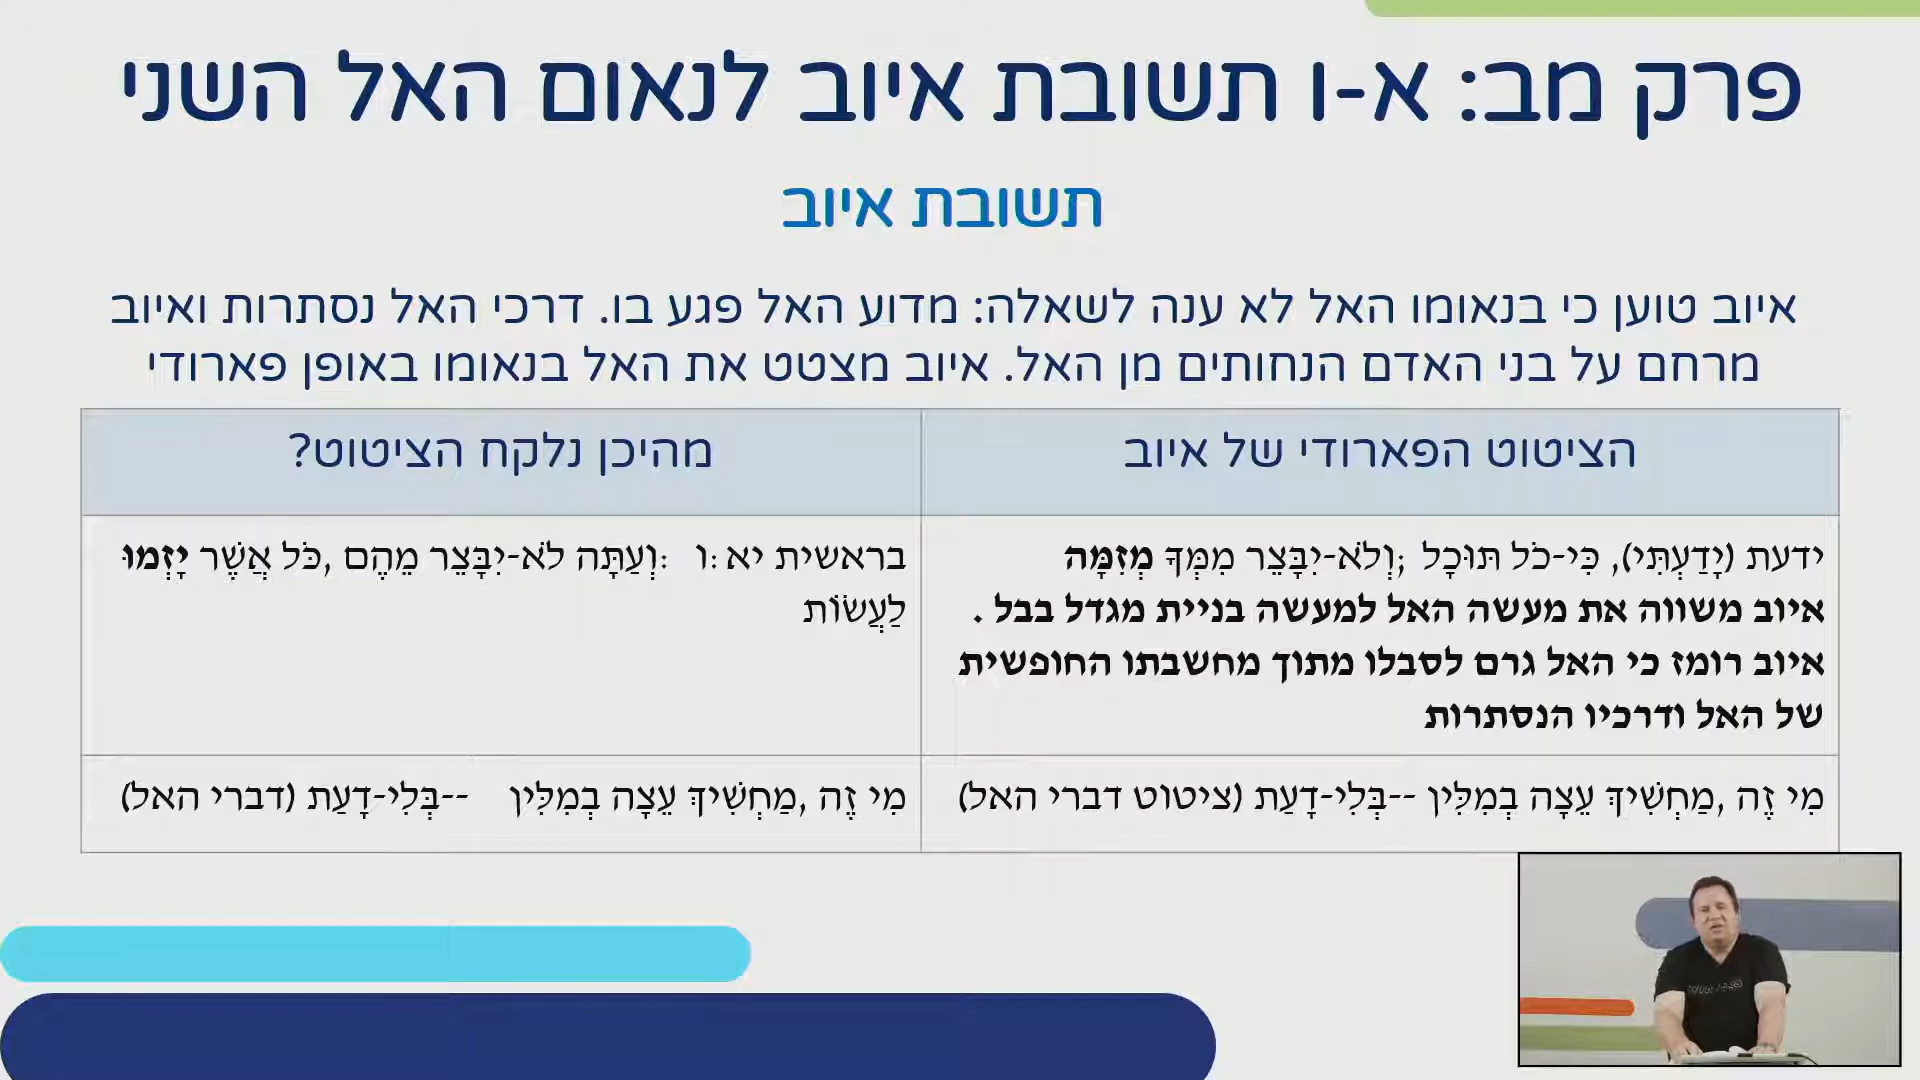 פרק מב: א-ו תשובת איוב לנאום האל השני
תשובת איוב
איוב טוען כי בנאומו האל לא ענה לשאלה: מדוע האל פגע בו. דרכי האל נסתרות ואיוב
מרחם על בני האדם הנחותים מן האל. איוב מצטט את האל בנאומו באופן פארודי
הציטוט הפארודי של איוב
מהיכן נלקח הציטוט?
ידעת (יָדַעְתִּי), כִּי-כֹל תּוּכָל ;וְלֹא-יִבָּצֵר מִמְּךָ מְזִמָּה
איוב משווה את מעשה האל למעשה בניית מגדל בבל .
איוב רומז כי האל גרם לסבלו מתוך מחשבתו החופשית
של האל ודרכיו הנסתרות
בראשית יא:ו :וְעַתָּה לֹא-יִבָּצֵר מֵהֶם ,כֹּל אֲשֶׁר יָזְמוּ
לַעֲשׂוֹת
מִי זֶה ,מַחְשִׁיךְ עֵצָה בְמִלִּין --בְּלִי-דָעַת (ציטוט דברי האל)
מִי זֶה ,מַחְשִׁיךְ עֵצָה בְמִלִּין --בְּלִי-דָעַת (דברי האל)